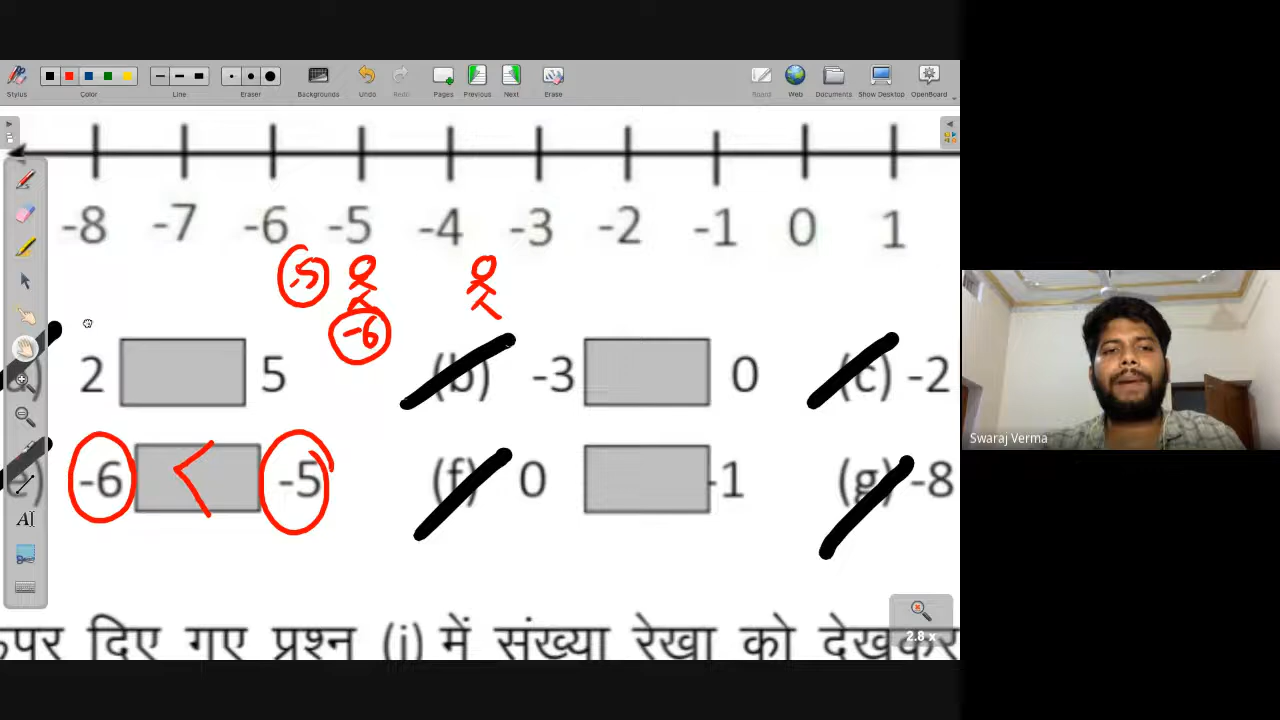 Stylus Color Line Eraser Backgrounds Undo Redo Pages Previous Next Erase Board Web Documents Show Desktop OpenBoard
-8 -7 -6 -5 -4 -3 -2 -1 0 1
-5
-6
2 5 (b) -3 0 (c) -2
Swaraj Verma
e) -6 < -5 (f) 0 -1 (g) -8
AI
2.8 x
ऊपर दिए गए प्रश्न (i) में संख्या रेखा को देखकर